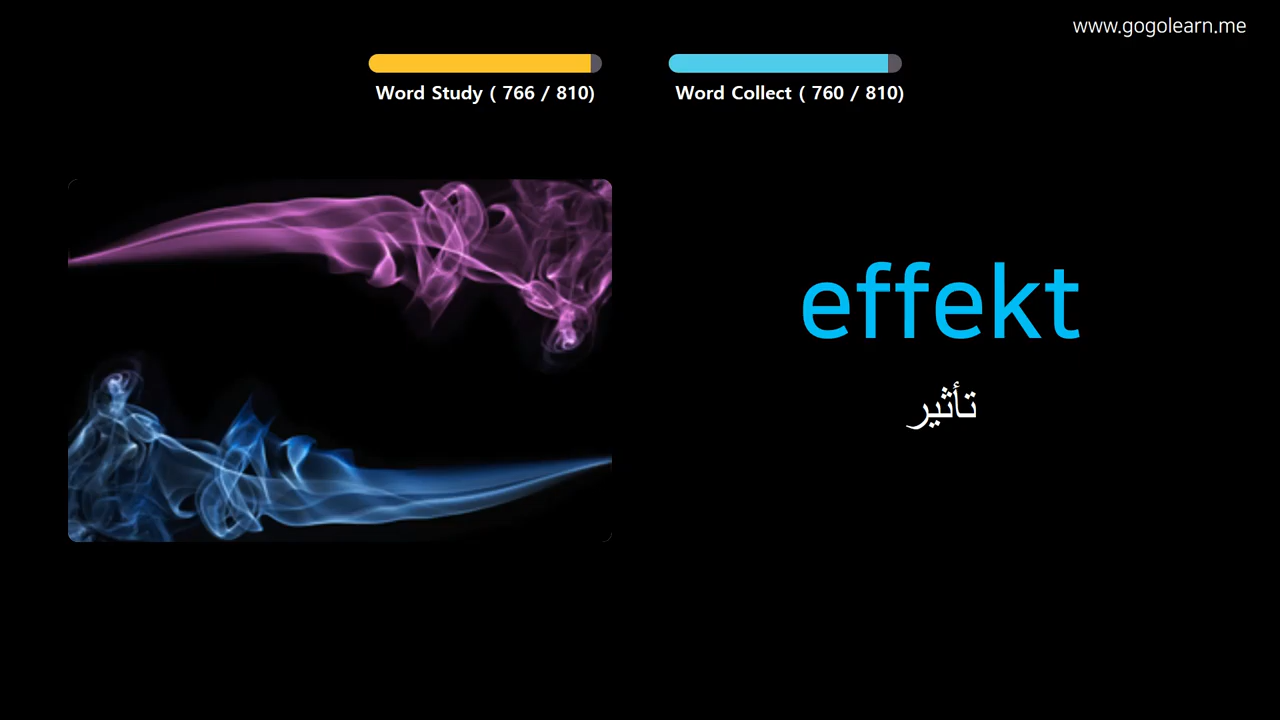 www.gogolearn.me
Word Study ( 766 / 810)
Word Collect ( 760 / 810)
effekt
تأثير